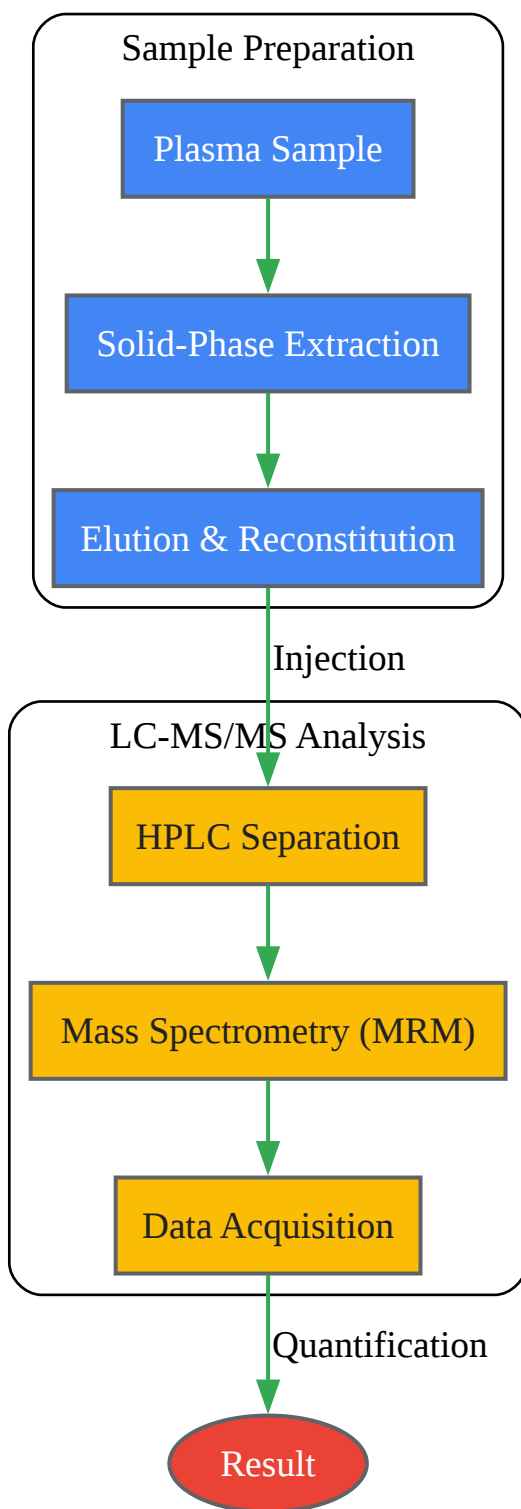 Sample Preparation
Plasma Sample
Solid-Phase Extraction
Elution & Reconstitution
Injection
LC-MS/MS Analysis
HPLC Separation
Mass Spectrometry (MRM)
Data Acquisition
Quantification
Result